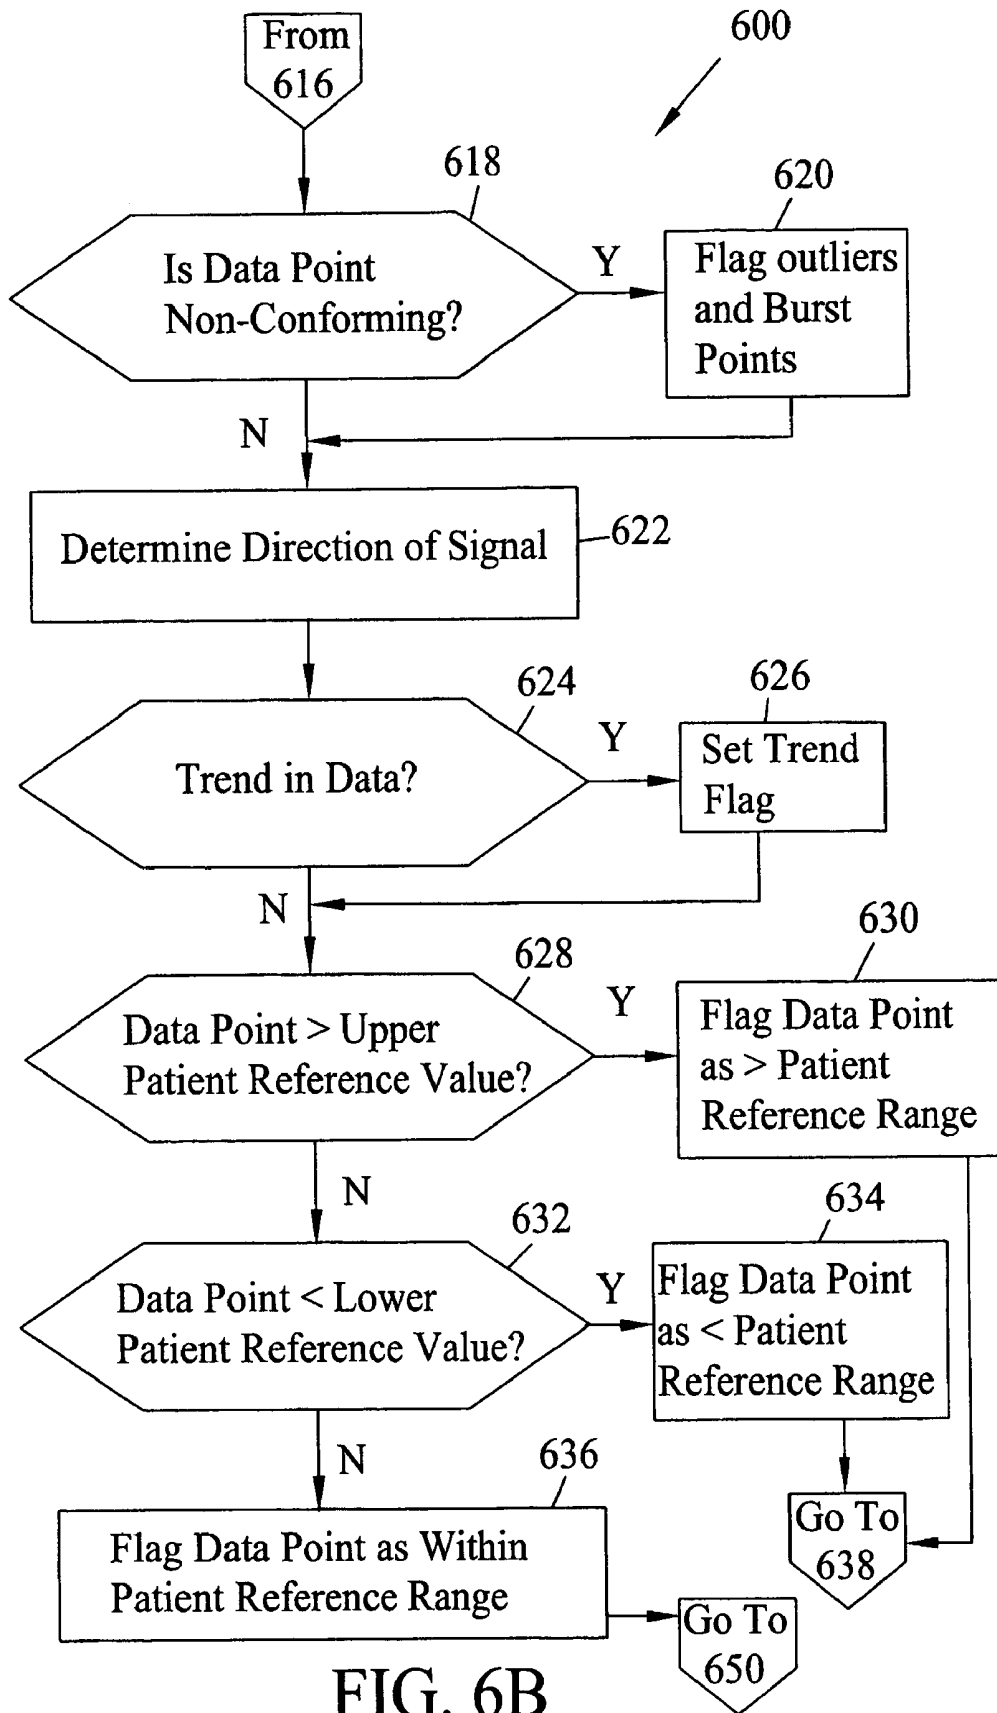 From
616
600
618
Is Data Point
Non-Conforming?
Y
620
Flag outliers
and Burst
Points
N
Determine Direction of Signal
622
624
Trend in Data?
Y
626
Set Trend
Flag
N
628
Data Point > Upper
Patient Reference Value?
Y
630
Flag Data Point
as > Patient
Reference Range
N
632
Data Point < Lower
Patient Reference Value?
Y
634
Flag Data Point
as < Patient
Reference Range
N
636
Flag Data Point as Within
Patient Reference Range
Go To
638
Go To
650
FIG. 6B